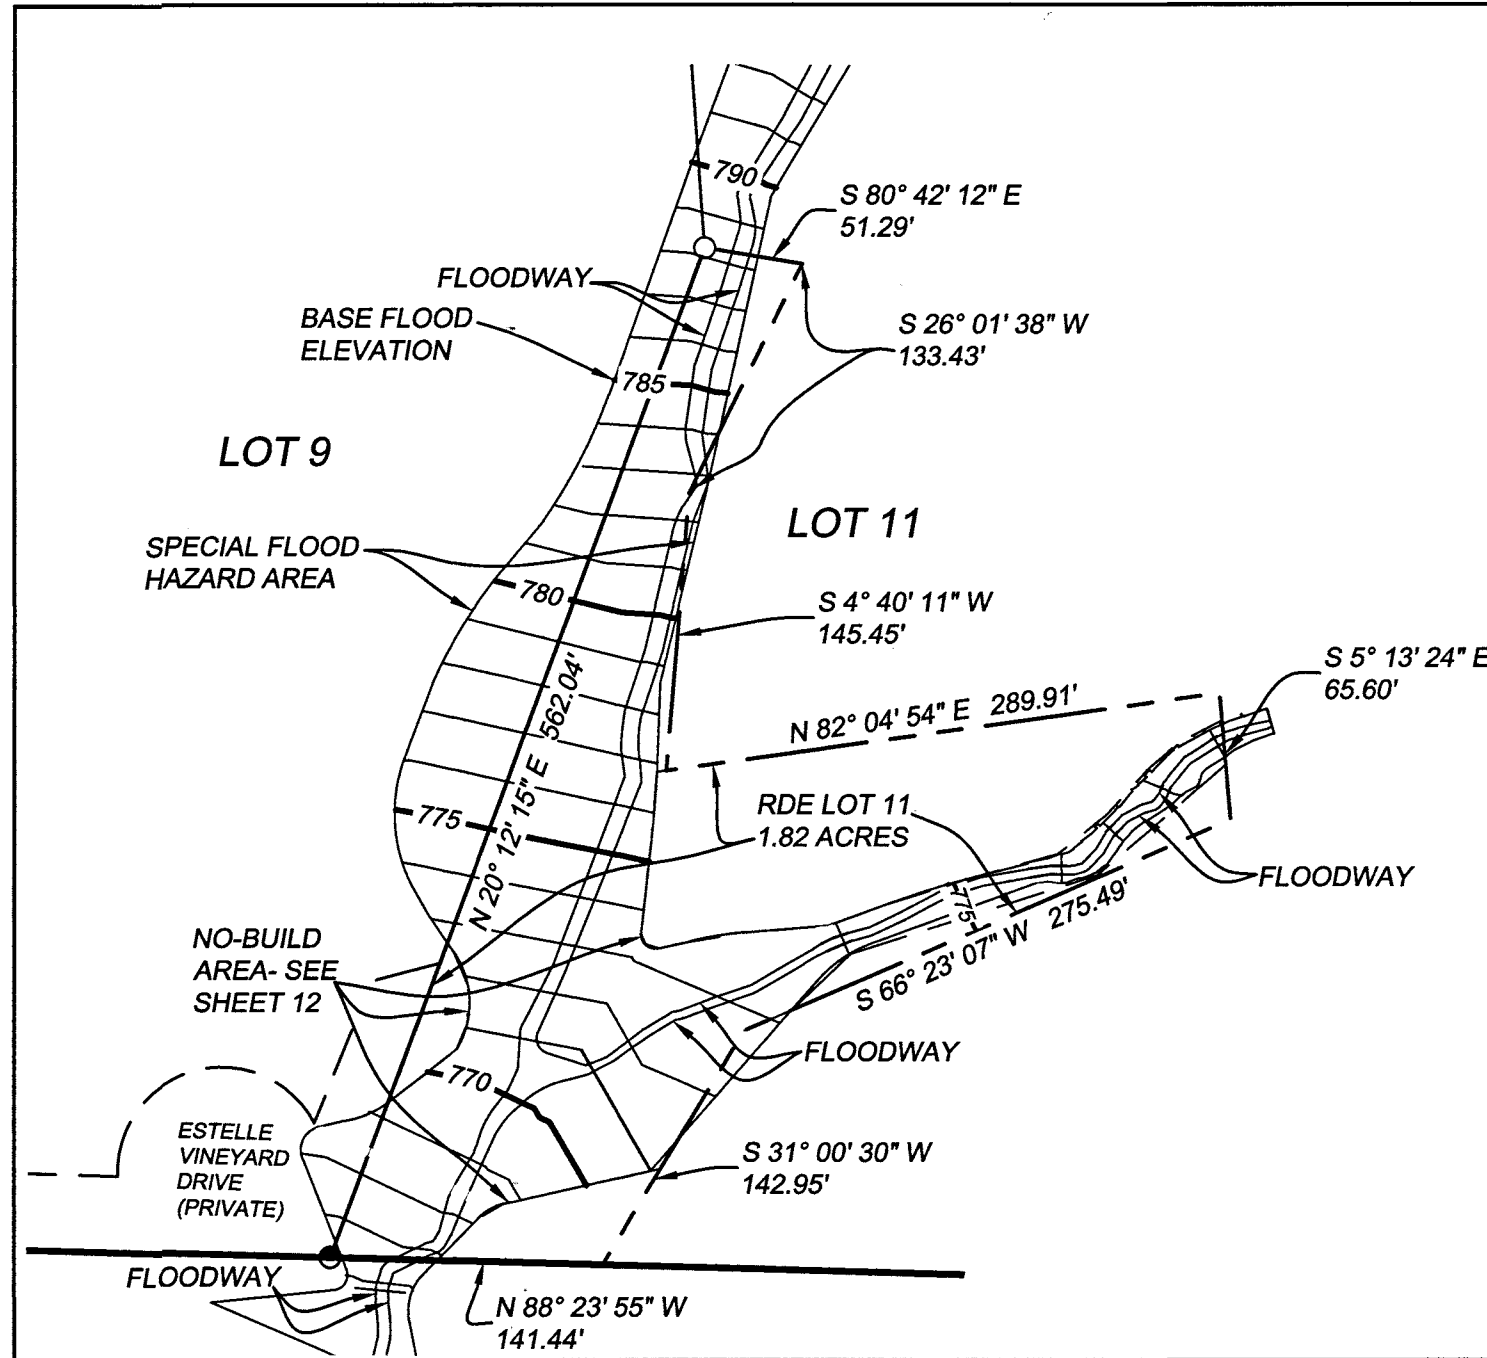 790
S 80° 42' 12" E
51.29'
FLOODWAY
BASE FLOOD
ELEVATION
S 26° 01' 38" W
133.43'
785
LOT 9
LOT 11
SPECIAL FLOOD
HAZARD AREA
780
S 4° 40' 11" W
145.45'
S 5° 13' 24" E
65.60'
N 82° 04' 54" E 289.91'
N 20° 12' 15" E 562.04'
775
RDE LOT 11
1.82 ACRES
FLOODWAY
775
S 66° 23' 07" W 275.49'
NO-BUILD
AREA- SEE
SHEET 12
FLOODWAY
770
ESTELLE
VINEYARD
DRIVE
(PRIVATE)
S 31° 00' 30" W
142.95'
FLOODWAY
N 88° 23' 55" W
141.44'